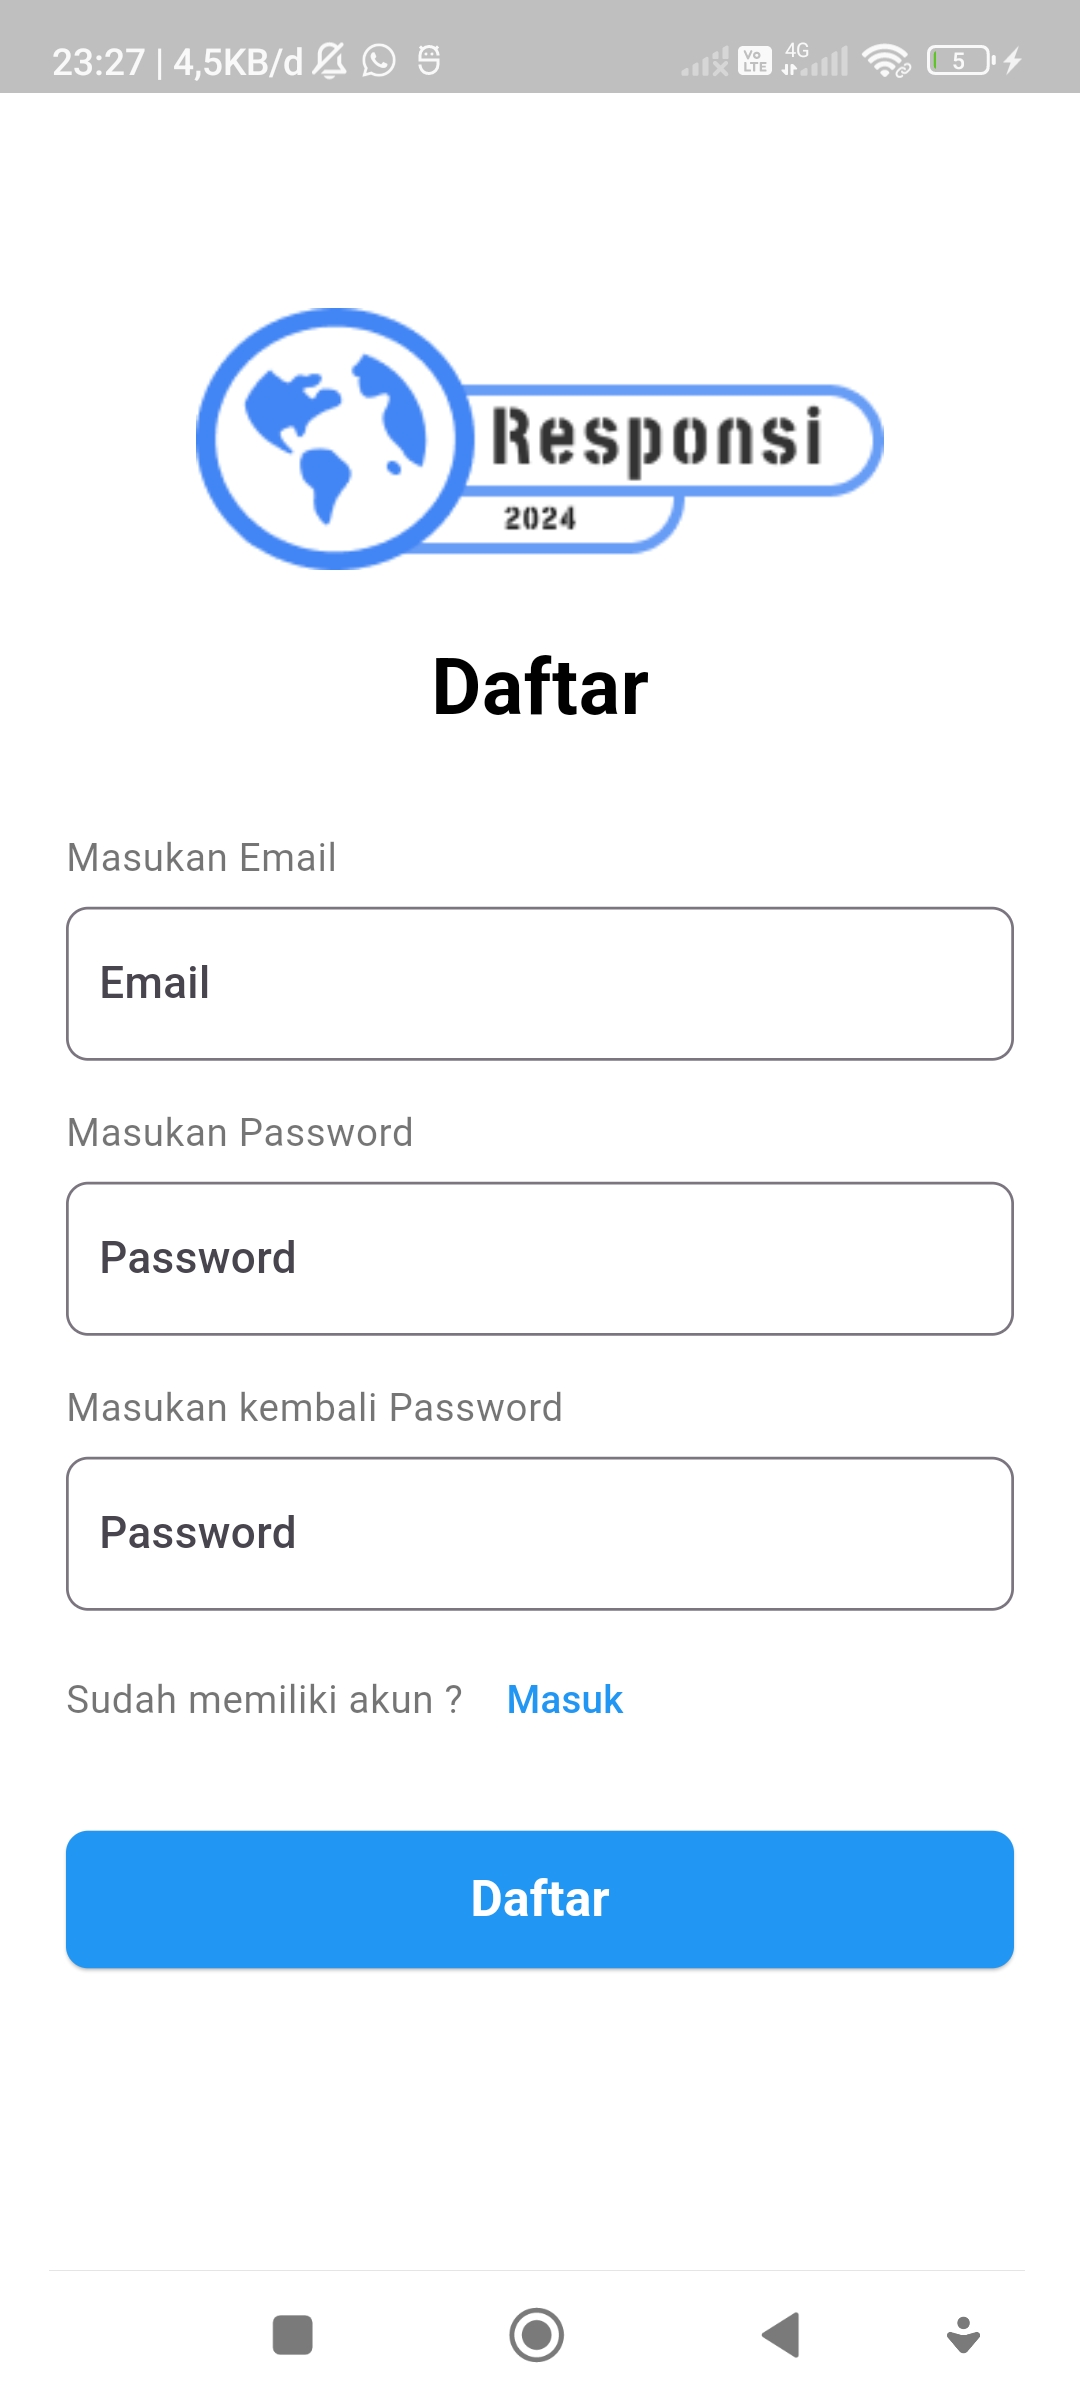 23:27 | 4,5KB/d Vo LTE 4G 5
Responsi
2024
Daftar
Masukan Email
Email
Masukan Password
Password
Masukan kembali Password
Password
Sudah memiliki akun ? Masuk
Daftar